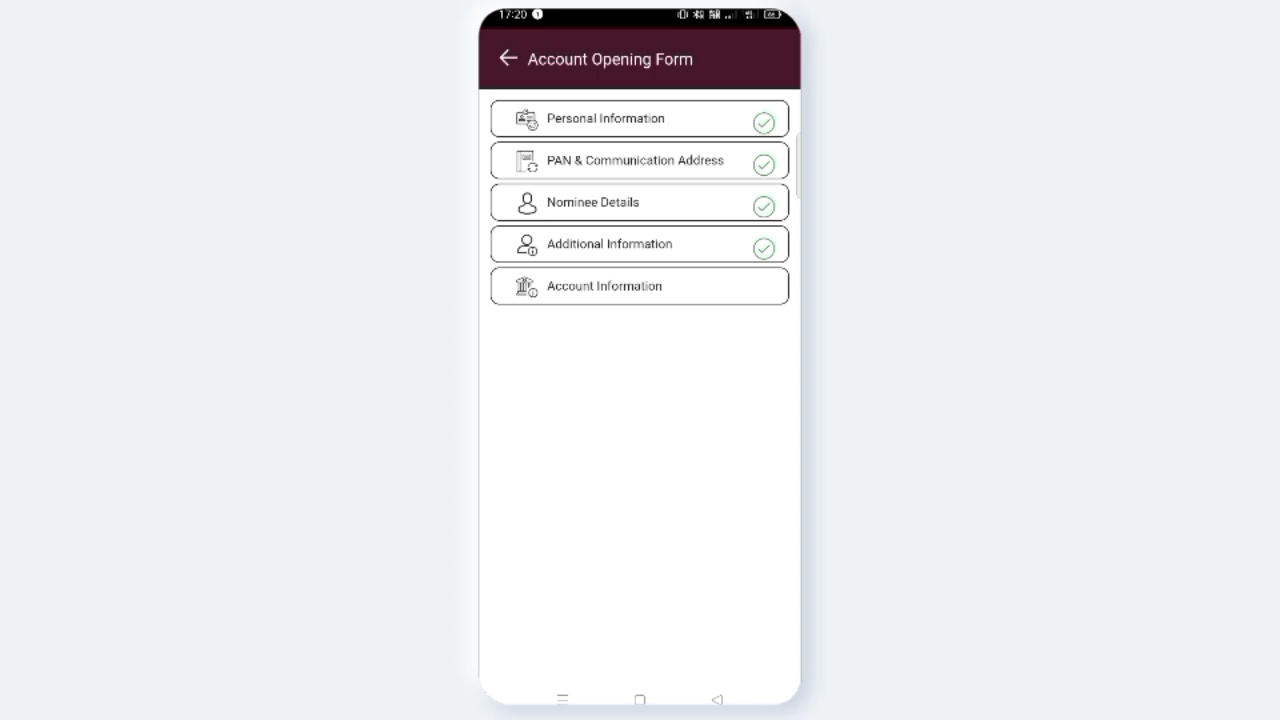 17:20
Account Opening Form
Personal Information
PAN & Communication Address
Nominee Details
Additional Information
Account Information